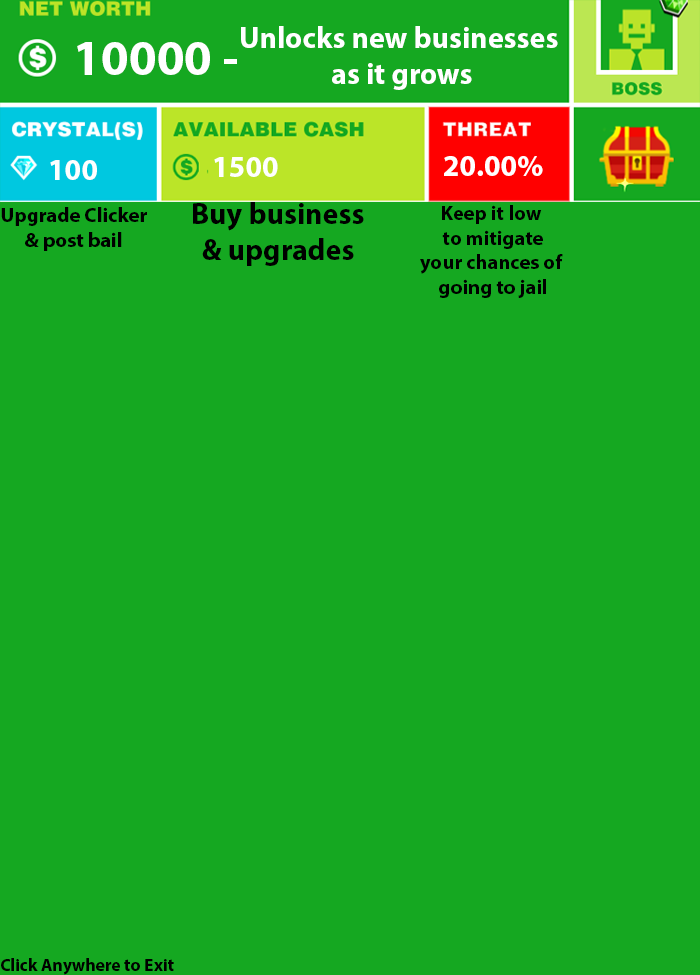 NET WORTH
$ 10000 - Unlocks new businesses
as it grows
BOSS
CRYSTAL(S)
100
AVAILABLE CASH
$ 1500
THREAT
20.00%
Upgrade Clicker
& post bail
Buy business
& upgrades
Keep it low
to mitigate
your chances of
going to jail
Click Anywhere to Exit